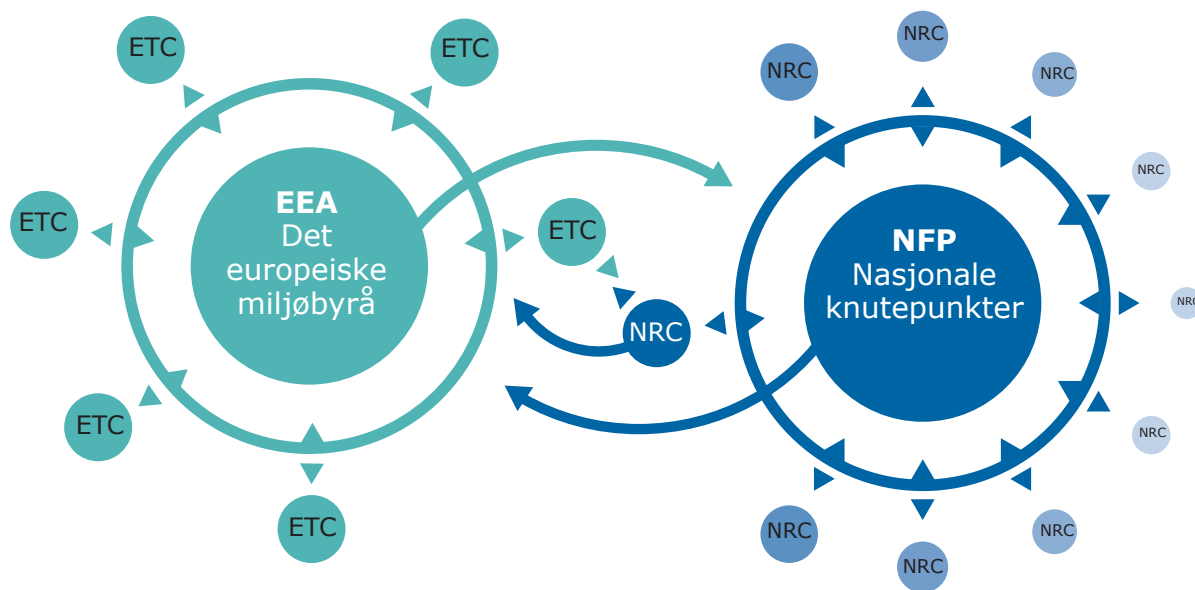 ETC
ETC
ETC
ETC
ETC
ETC
EEA
Det
europeiske
miljøbyrå
NRC
NFP
Nasjonale
knutepunkter
NRC
NRC
NRC
NRC
NRC
NRC
NRC
NRC
NRC